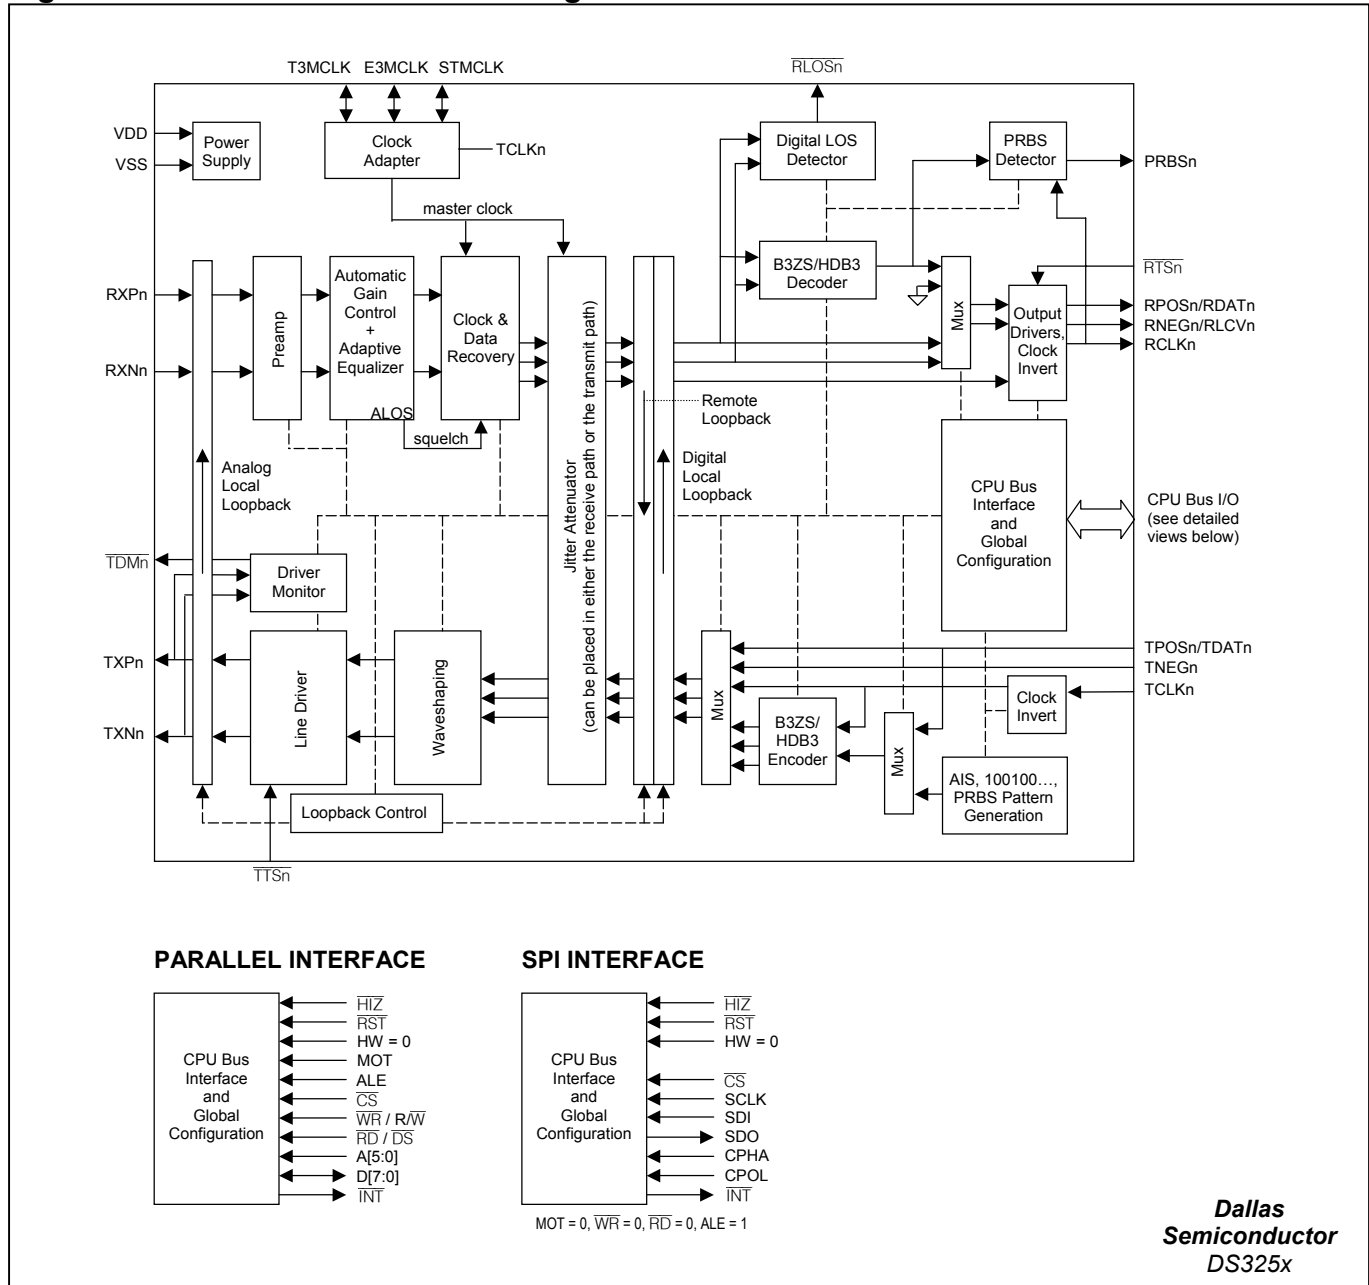 T3MCLK E3MCLK STMCLK
RLOSn
VDD
VSS
Power
Supply
Clock
Adapter
TCLKn
Digital LOS
Detector
PRBS
Detector
PRBSn
master clock
RXPn
RXNn
Preamp
Automatic
Gain
Control
+
Adaptive
Equalizer
ALOS
Clock &
Data
Recovery
squelch
Jitter Attenuator
(can be placed in either the receive path or the transmit path)
B3ZS/HDB3
Decoder
Mux
Output
Drivers,
Clock
Invert
RTSn
RPOSn/RDATn
RNEGn/RLCVn
RCLKn
Remote
Loopback
Analog
Local
Loopback
Digital
Local
Loopback
CPU Bus
Interface
and
Global
Configuration
CPU Bus I/O
(see detailed
views below)
TDMn
Driver
Monitor
TXPn
TXNn
Line Driver
Waveshaping
Mux
B3ZS/
HDB3
Encoder
Mux
Clock
Invert
TPOSn/TDATn
TNEGn
TCLKn
AIS, 100100…,
PRBS Pattern
Generation
Loopback Control
TTSn
PARALLEL INTERFACE
CPU Bus
Interface
and
Global
Configuration
HIZ
RST
HW = 0
MOT
ALE
CS
WR / R/W
RD / DS
A[5:0]
D[7:0]
INT
SPI INTERFACE
CPU Bus
Interface
and
Global
Configuration
HIZ
RST
HW = 0
CS
SCLK
SDI
SDO
CPHA
CPOL
INT
MOT = 0, WR = 0, RD = 0, ALE = 1
Dallas
Semiconductor
DS325x